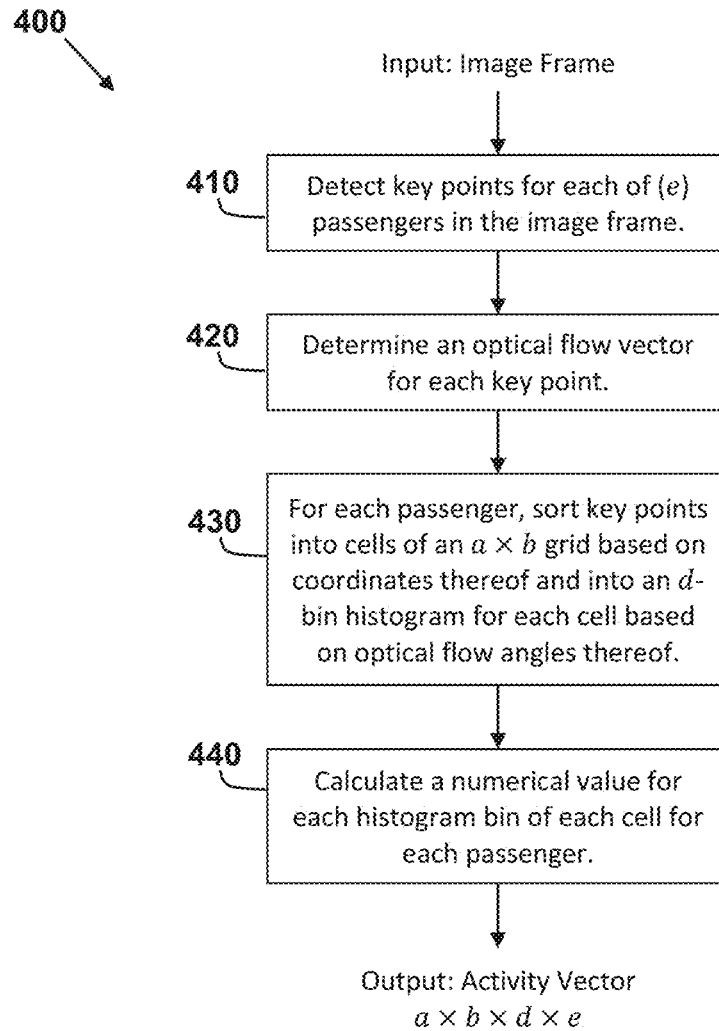 400
Input: Image Frame
410
Detect key points for each of (e)
passengers in the image frame.
420
Determine an optical flow vector
for each key point.
430
For each passenger, sort key points
into cells of an a × b grid based on
coordinates thereof and into an d-
bin histogram for each cell based
on optical flow angles thereof.
440
Calculate a numerical value for
each histogram bin of each cell for
each passenger.
Output: Activity Vector
a × b × d × e